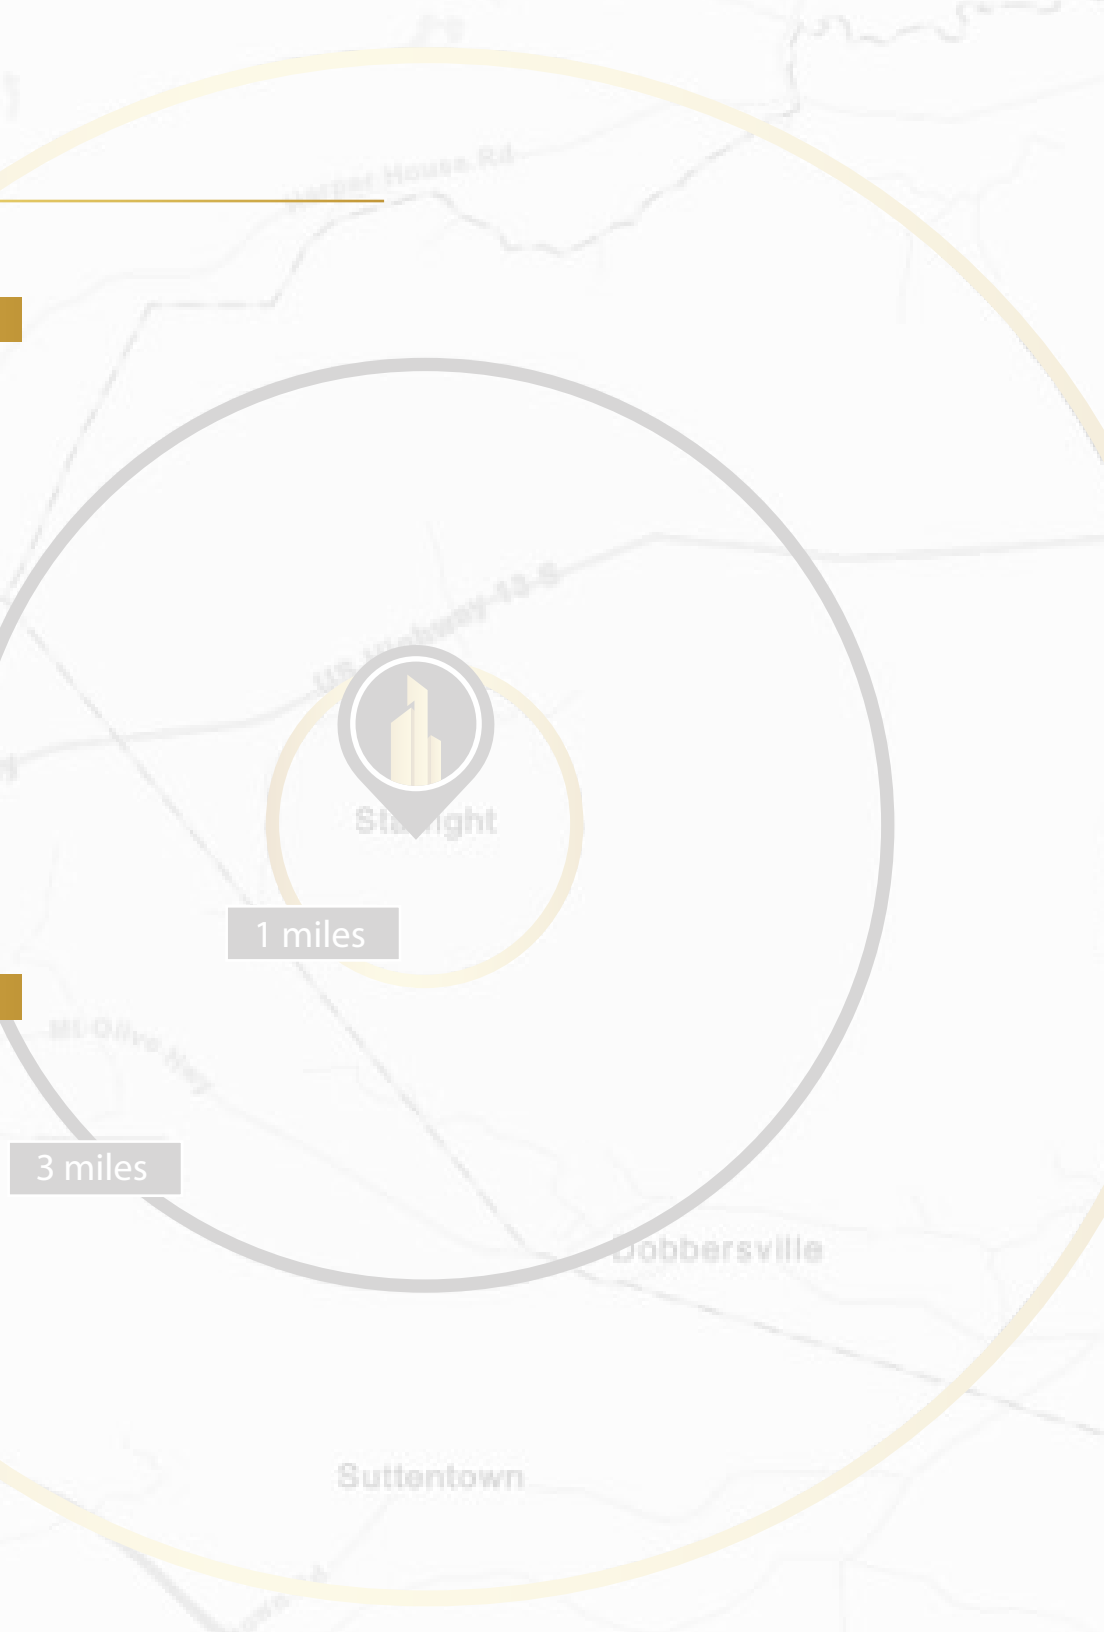 Harper House Rd
US Highway 13 S
1 miles
Mt Olive Hwy
3 miles
Dobbersville
Suttentown